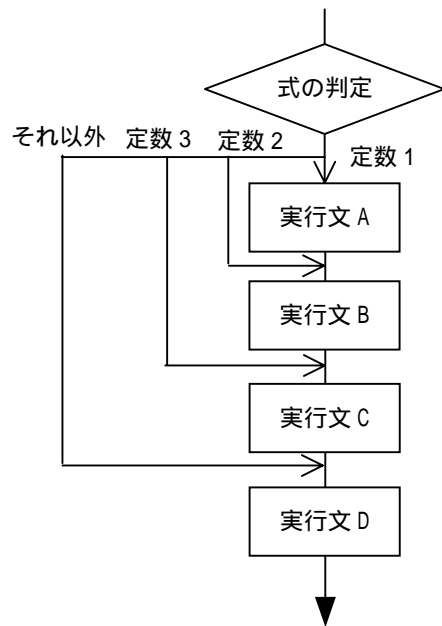 式の判定
それ以外 定数 3 定数 2 定数 1
実行文 A
実行文 B
実行文 C
実行文 D